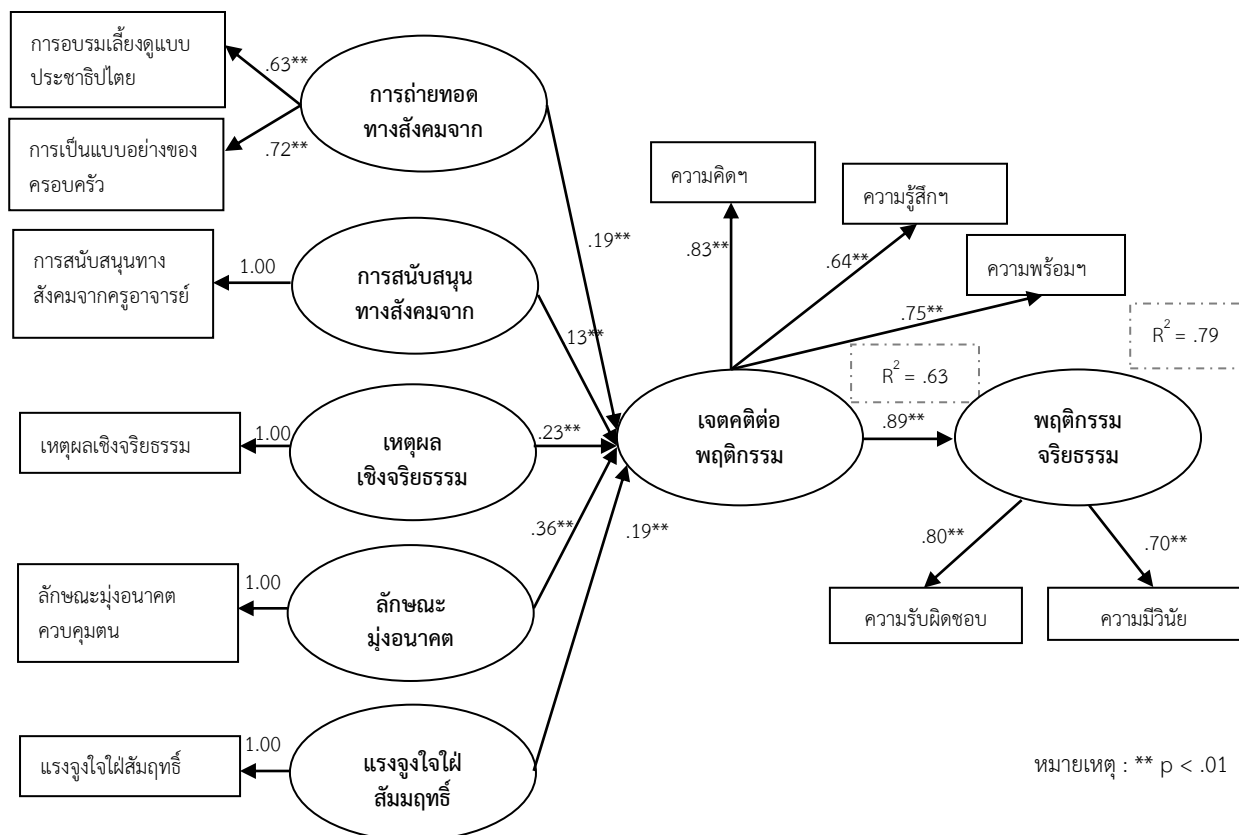 การอบรมเลี้ยงดูแบบ
ประชาธิปไตย
.63**
การถ่ายทอด
ทางสังคมจาก
การเป็นแบบอย่างของ
ครอบครัว
.72**
ความคิดฯ
ความรู้สึกฯ
ความพร้อมฯ
.83**
.64**
.75**
.19**
การสนับสนุนทาง
สังคมจากครูอาจารย์
1.00
การสนับสนุน
ทางสังคมจาก
13**
R² = .63
R² = .79
เหตุผลเชิงจริยธรรม
1.00
เหตุผล
เชิงจริยธรรม
.23**
เจตคติต่อ
พฤติกรรม
.89**
พฤติกรรม
จริยธรรม
.36**
.19**
.80**
.70**
ลักษณะมุ่งอนาคต
ควบคุมตน
1.00
ลักษณะ
มุ่งอนาคต
ความรับผิดชอบ
ความมีวินัย
แรงจูงใจใฝ่สัมฤทธิ์
1.00
แรงจูงใจใฝ่
สัมมฤทธิ์
หมายเหตุ : ** p < .01